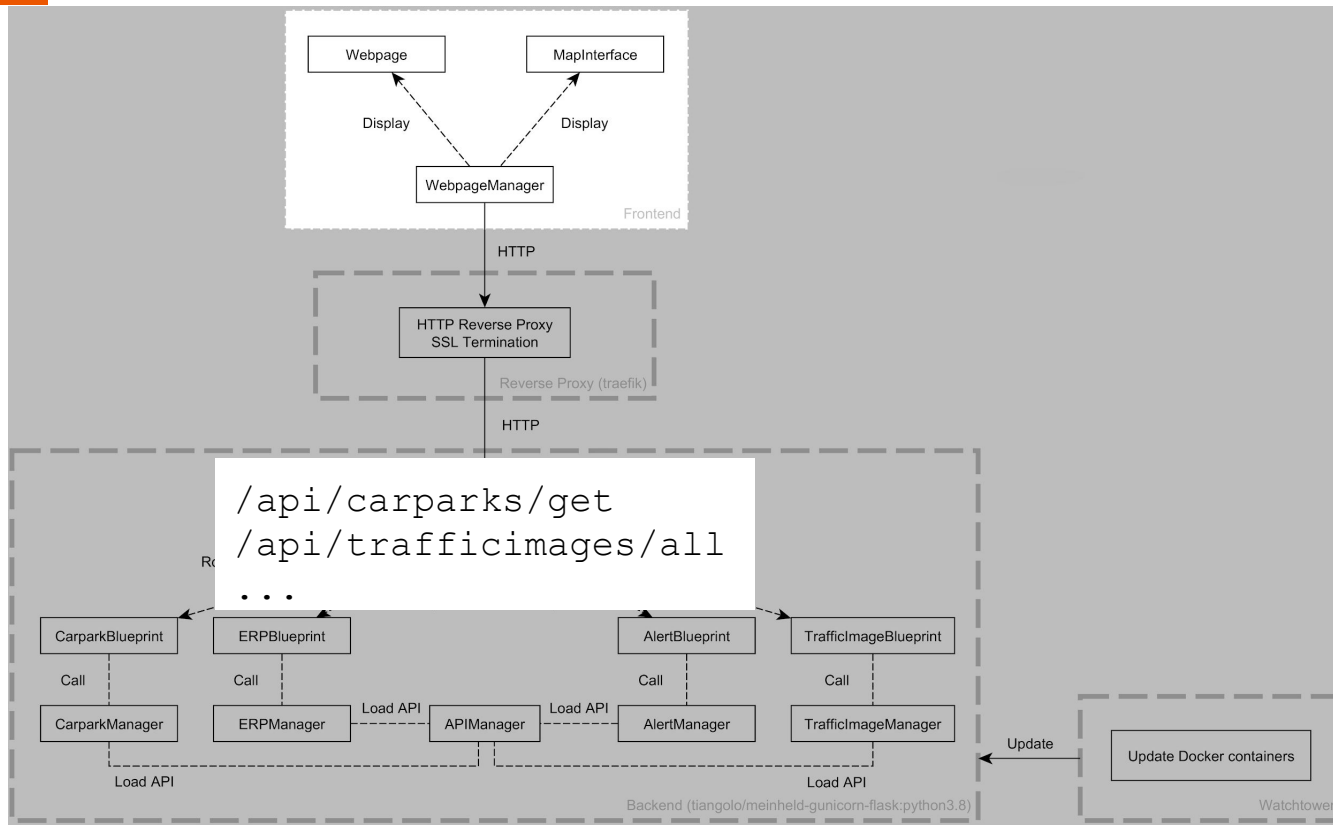 Webpage
MapInterface
Display
Display
WebpageManager
Frontend
HTTP
HTTP Reverse Proxy
SSL Termination
Reverse Proxy (traefik)
HTTP
/api/carparks/get
/api/trafficimages/all
...
CarparkBlueprint
ERPBlueprint
AlertBlueprint
TrafficImageBlueprint
Call
Call
Call
Call
CarparkManager
ERPManager
Load API
APIManager
Load API
AlertManager
TrafficImageManager
Load API
Load API
Update
Update Docker containers
Backend (tiangolo/meinheld-gunicorn-flask:python3.8)
Watchtower